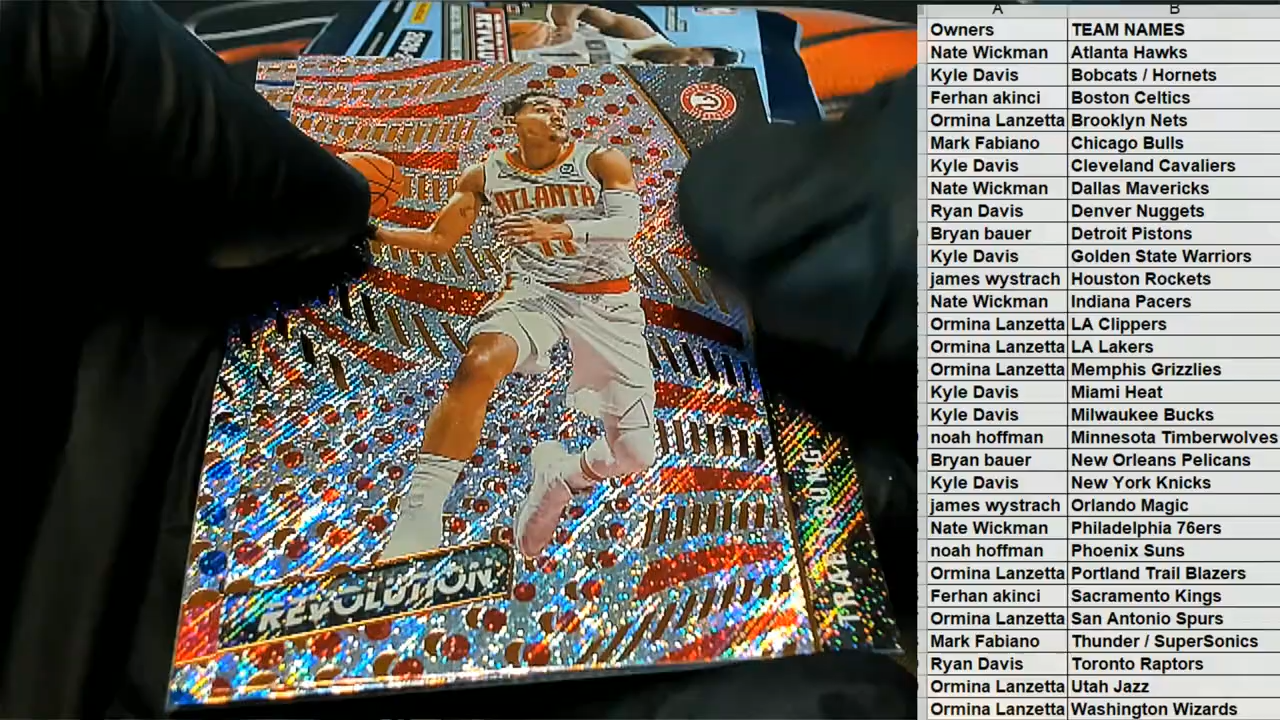 ATLANTA
11
REVOLUTION
A B
Owners TEAM NAMES
Nate Wickman Atlanta Hawks
Kyle Davis Bobcats / Hornets
Ferhan akinci Boston Celtics
Ormina Lanzetta Brooklyn Nets
Mark Fabiano Chicago Bulls
Kyle Davis Cleveland Cavaliers
Nate Wickman Dallas Mavericks
Ryan Davis Denver Nuggets
Bryan bauer Detroit Pistons
Kyle Davis Golden State Warriors
james wystrach Houston Rockets
Nate Wickman Indiana Pacers
Ormina Lanzetta LA Clippers
Ormina Lanzetta LA Lakers
Ormina Lanzetta Memphis Grizzlies
Kyle Davis Miami Heat
Kyle Davis Milwaukee Bucks
noah hoffman Minnesota Timberwolves
Bryan bauer New Orleans Pelicans
Kyle Davis New York Knicks
james wystrach Orlando Magic
Nate Wickman Philadelphia 76ers
noah hoffman Phoenix Suns
Ormina Lanzetta Portland Trail Blazers
Ferhan akinci Sacramento Kings
Ormina Lanzetta San Antonio Spurs
Mark Fabiano Thunder / SuperSonics
Ryan Davis Toronto Raptors
Ormina Lanzetta Utah Jazz
Ormina Lanzetta Washington Wizards